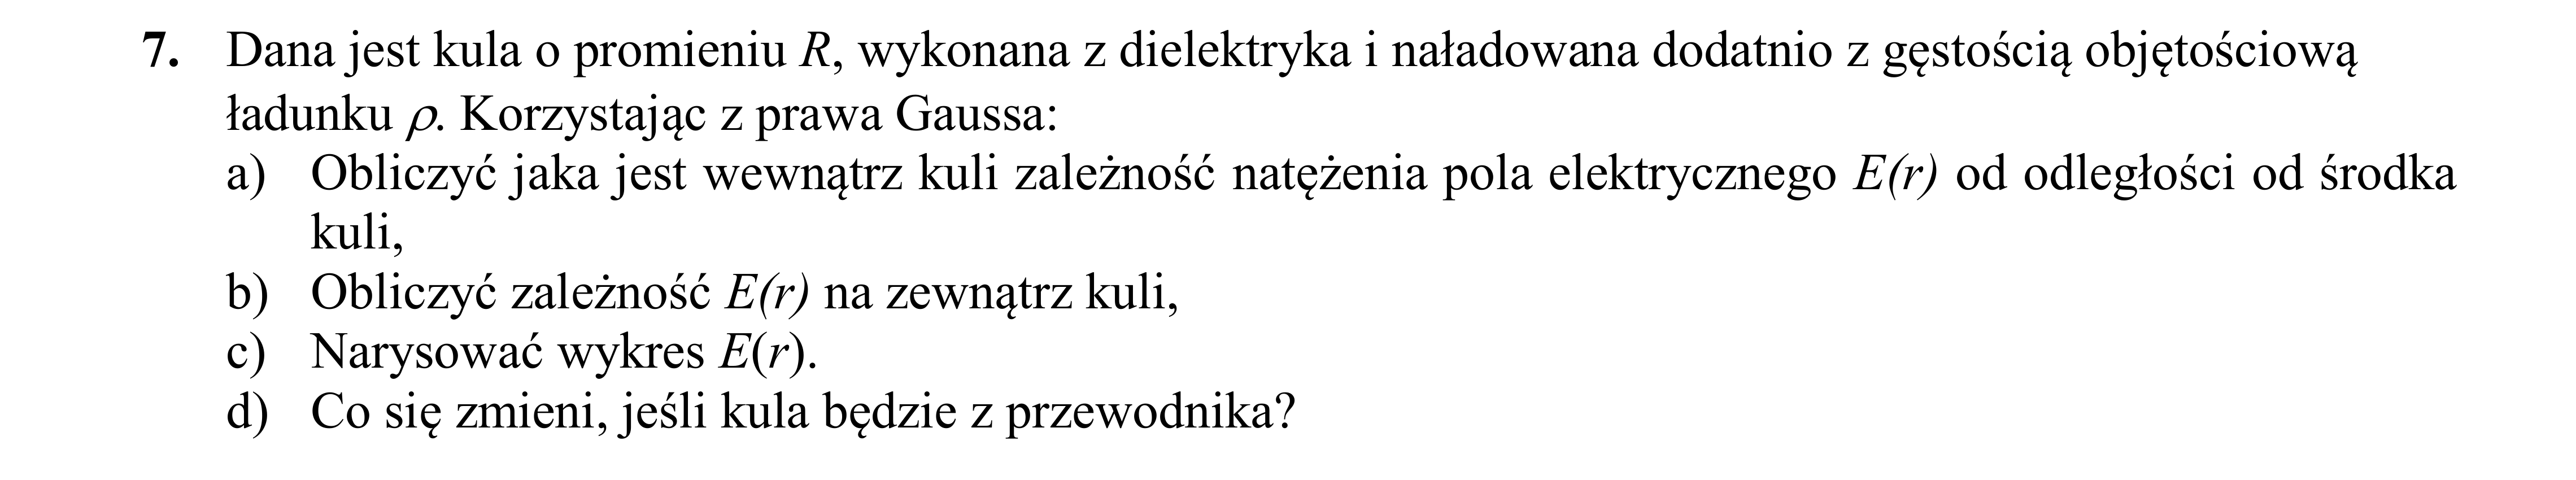 7. Dana jest kula o promieniu R, wykonana z dielektryka i naładowana dodatnio z gęstością objętościową
ładunku ρ. Korzystając z prawa Gaussa:
a) Obliczyć jaka jest wewnątrz kuli zależność natężenia pola elektrycznego E(r) od odległości od środka
kuli,
b) Obliczyć zależność E(r) na zewnątrz kuli,
c) Narysować wykres E(r).
d) Co się zmieni, jeśli kula będzie z przewodnika?